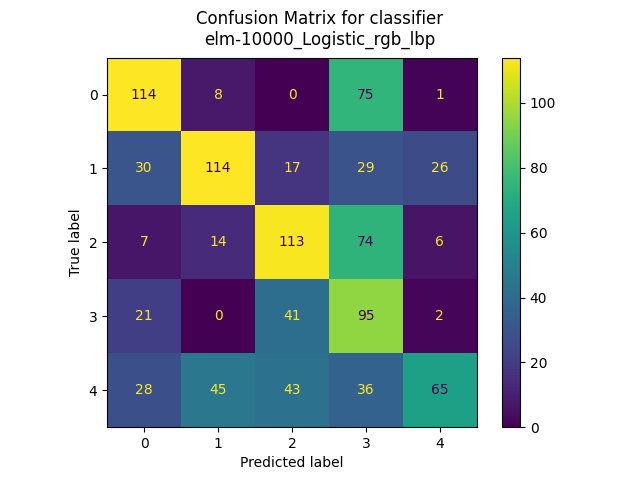 Confusion Matrix for classifier
elm-10000_Logistic_rgb_lbp
True label
0 114 8 0 75 1
1 30 114 17 29 26
2 7 14 113 74 6
3 21 0 41 95 2
4 28 45 43 36 65
0 1 2 3 4
Predicted label
100
80
60
40
20
0